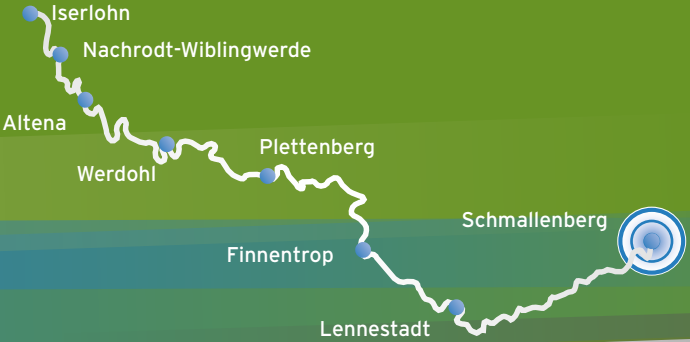 Iserlohn
Nachrodt-Wiblingwerde
Altena
Werdohl
Plettenberg
Schmallenberg
Finnentrop
Lennestadt